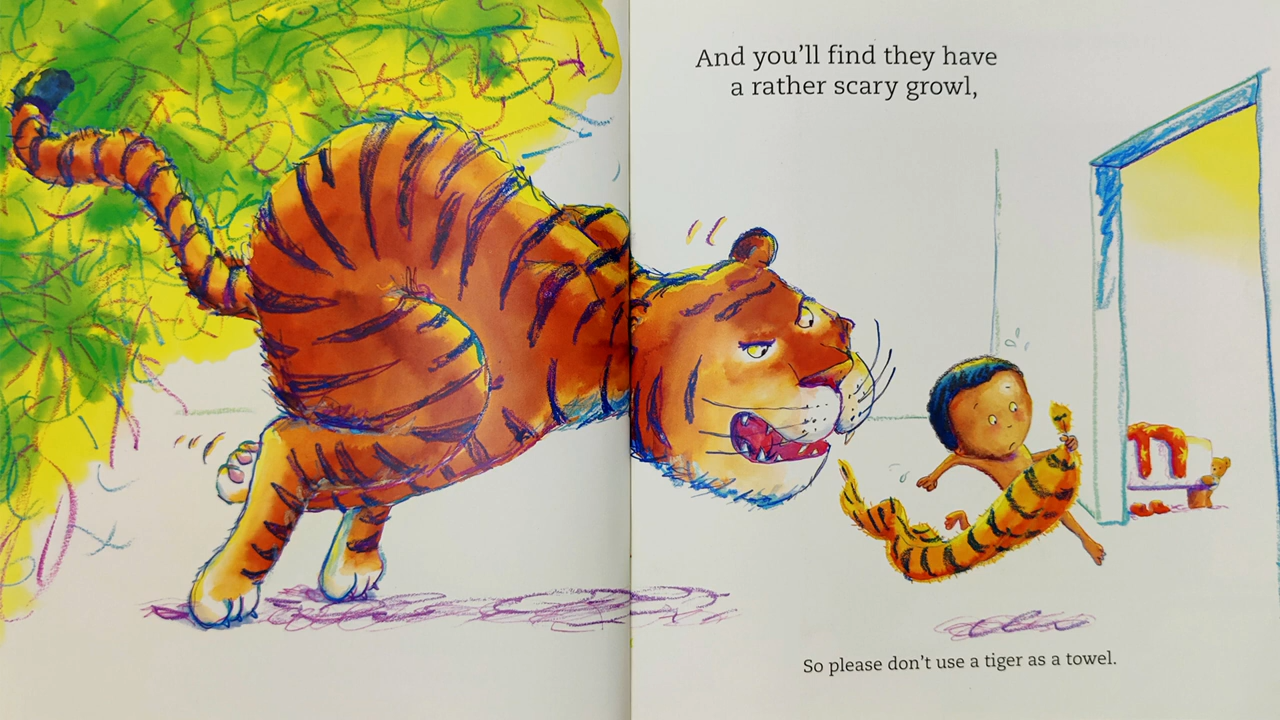 And you’ll find they have
a rather scary growl,
So please don’t use a tiger as a towel.